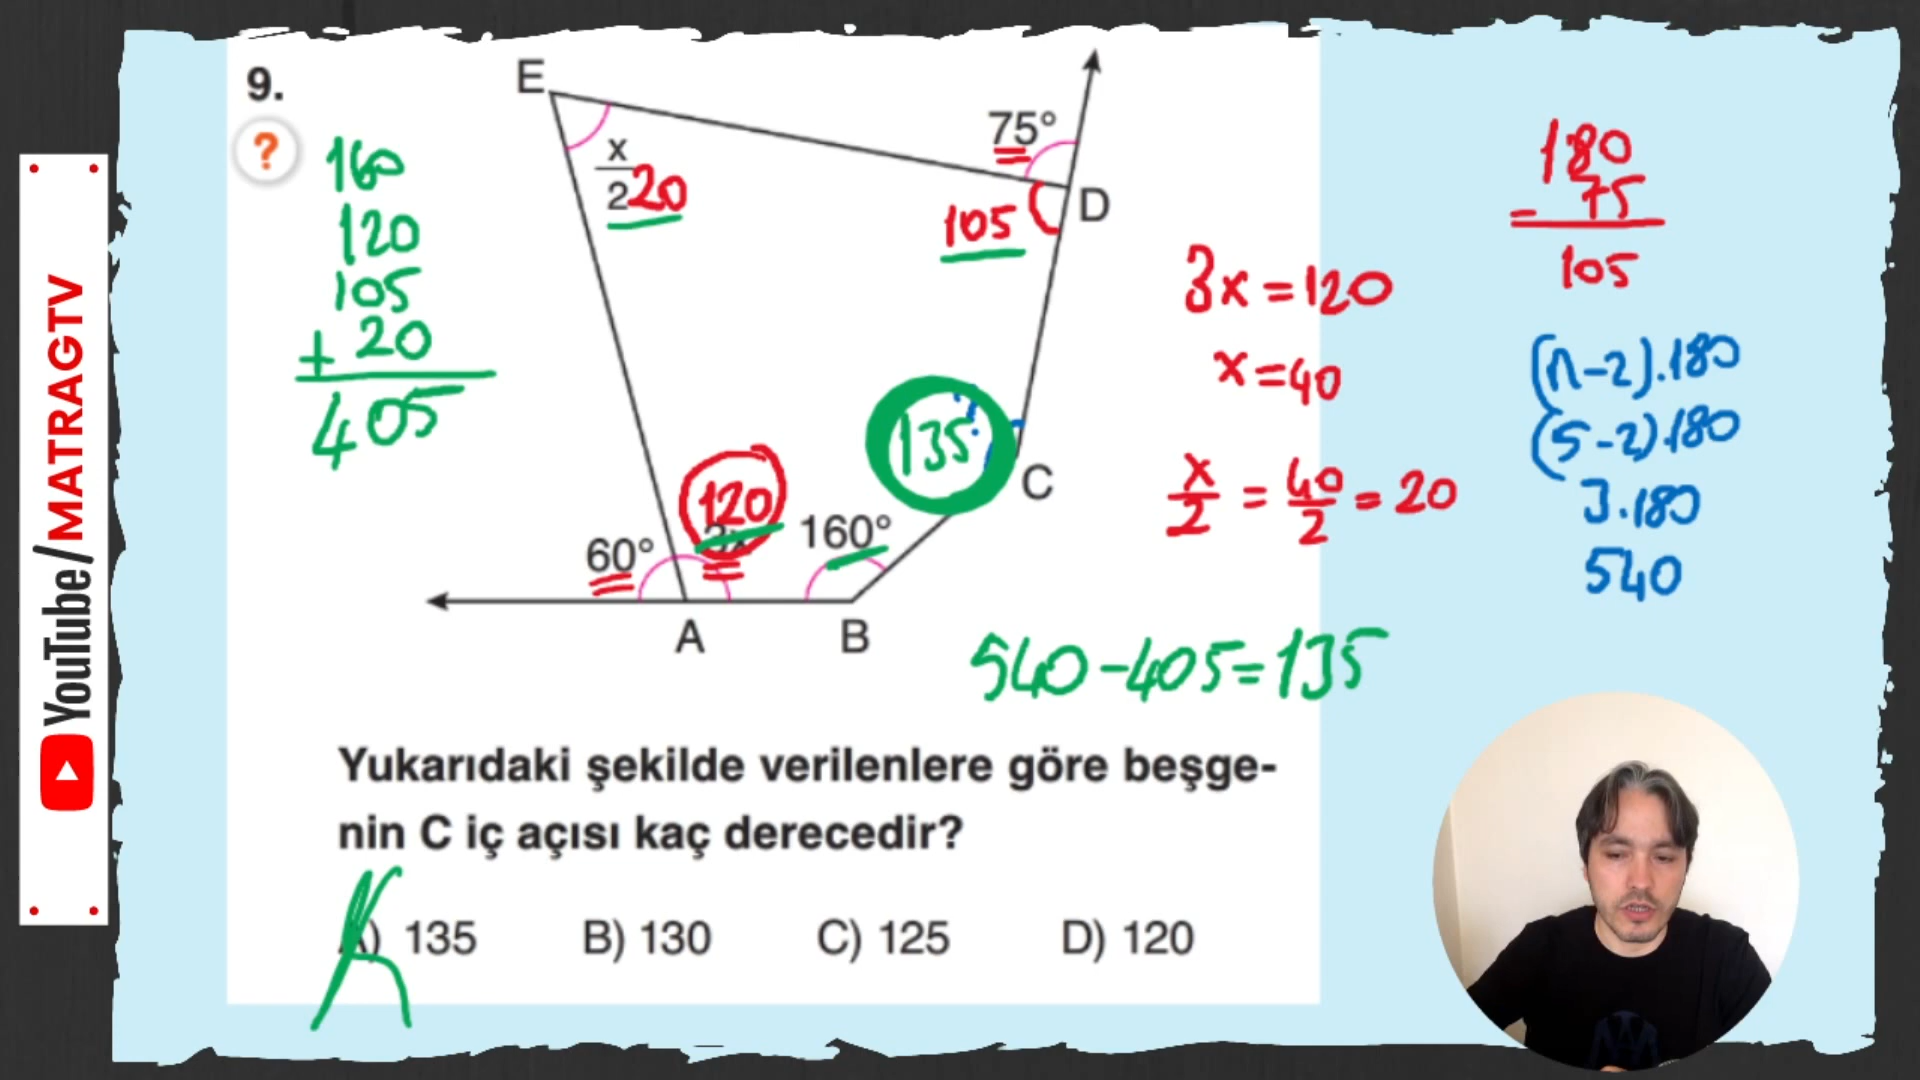 YouTube/MATRAGTV
9.
?
160
120
105
+ 20
405
E
x
2
20
75°
D
105
135
?
C
120
3x
60°
160°
A
B
180
- 75
105
3x=120
x=40
x/2 = 40/2 = 20
(n-2).180
(5-2).180
3.180
540
540-405=135
Yukarıdaki şekilde verilenlere göre beşge-
nin C iç açısı kaç derecedir?
A) 135 B) 130 C) 125 D) 120